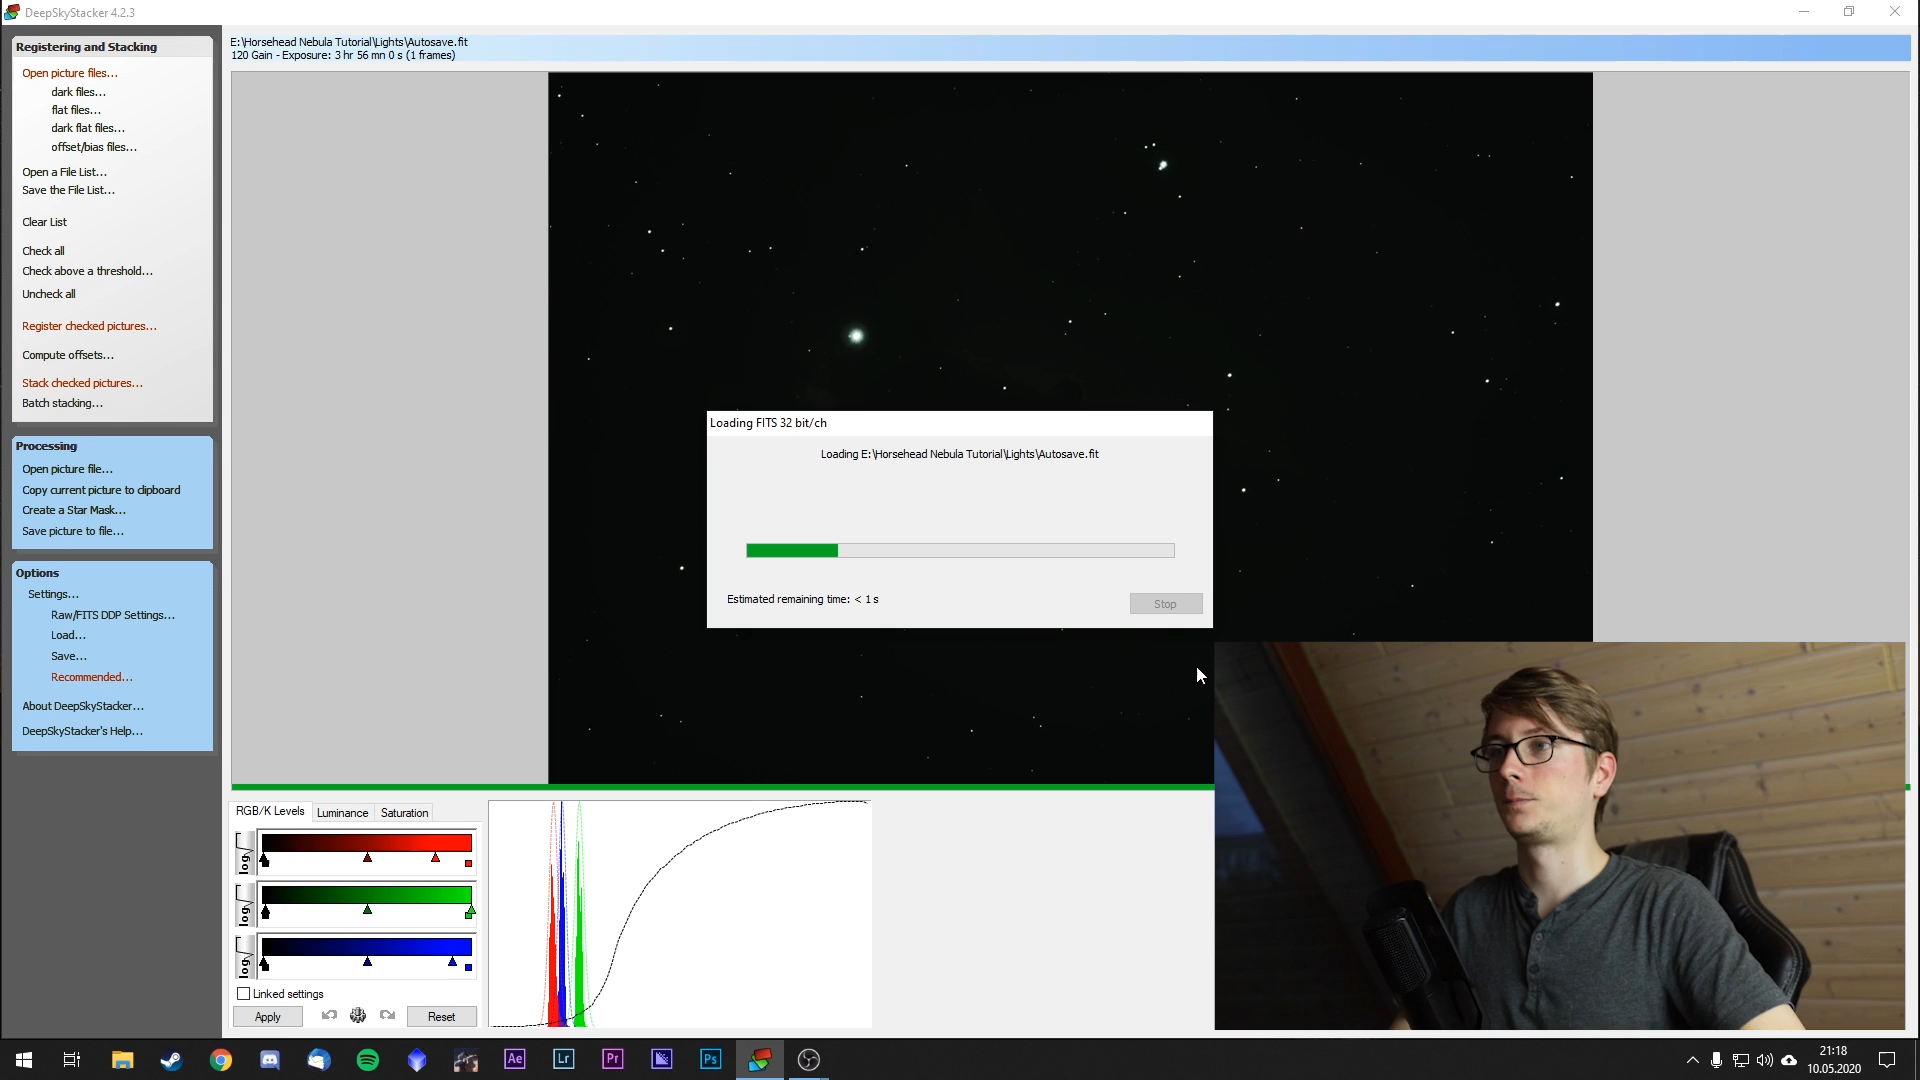 DeepSkyStacker 4.2.3
Registering and Stacking
Open picture files...
dark files...
flat files...
dark flat files...
offset/bias files...
Open a File List...
Save the File List...
Clear List
Check all
Check above a threshold...
Uncheck all
Register checked pictures...
Compute offsets...
Stack checked pictures...
Batch stacking...
Processing
Open picture file...
Copy current picture to clipboard
Create a Star Mask...
Save picture to file...
Options
Settings...
Raw/FITS DDP Settings...
Load...
Save...
Recommended...
About DeepSkyStacker...
DeepSkyStacker's Help...
E:\Horsehead Nebula Tutorial\Lights\Autosave.fit
120 Gain - Exposure: 3 hr 56 mn 0 s (1 frames)
Loading FITS 32 bit/ch
Loading E:\Horsehead Nebula Tutorial\Lights\Autosave.fit
Estimated remaining time: < 1 s
Stop
RGB/K Levels
Luminance
Saturation
log
log
log
Linked settings
Apply
Reset
Ae
Lr
Pr
Ps
21:18
10.05.2020